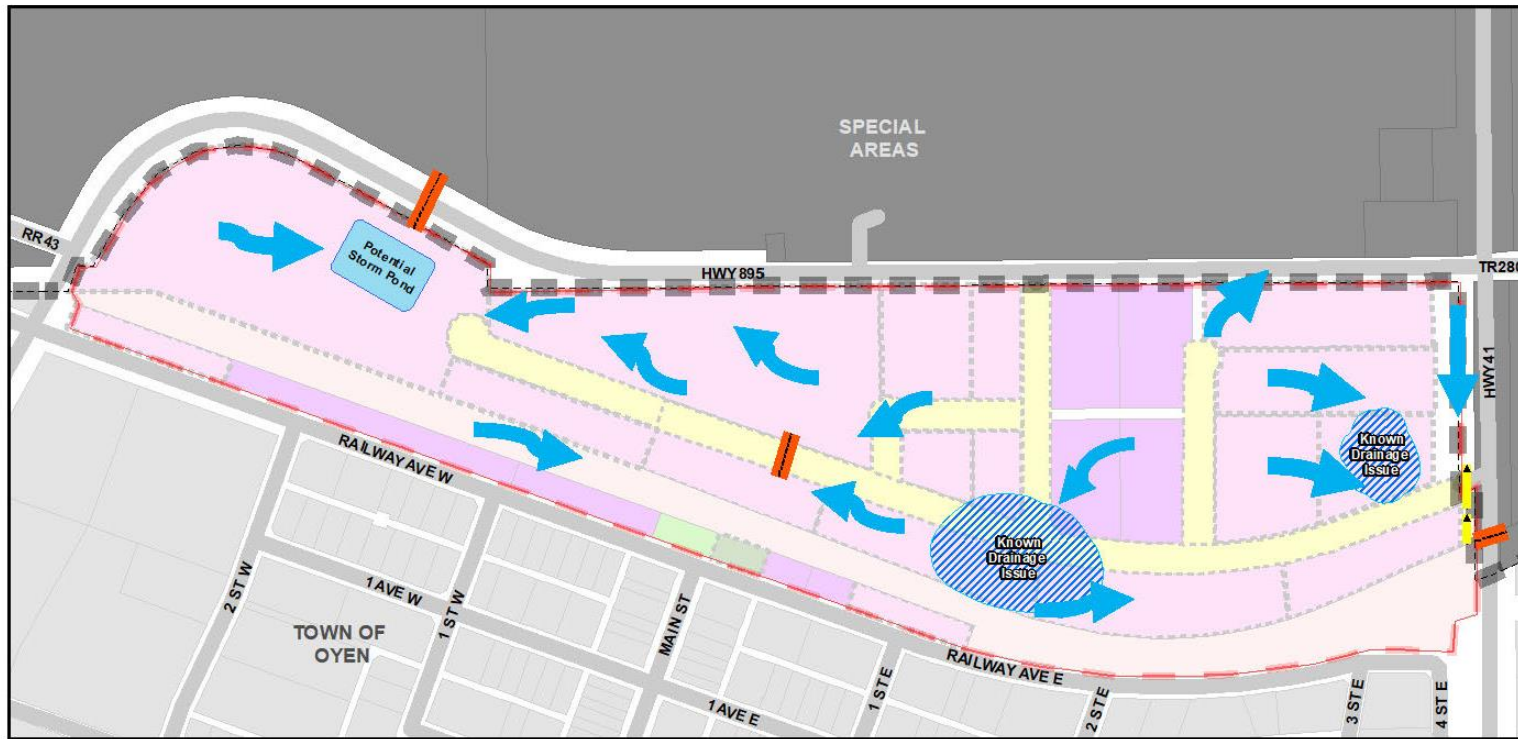 SPECIAL
AREAS
RR 43
Potential
Storm Pond
HWY 895
TR280
HWY 41
Known
Drainage
Issue
Known
Drainage
Issue
RAILWAY AVE W
2 ST W
1 AVE W
1 ST W
MAIN ST
TOWN OF
OYEN
1 AVE E
1 ST E
RAILWAY AVE E
2 ST E
3 ST E
4 ST E